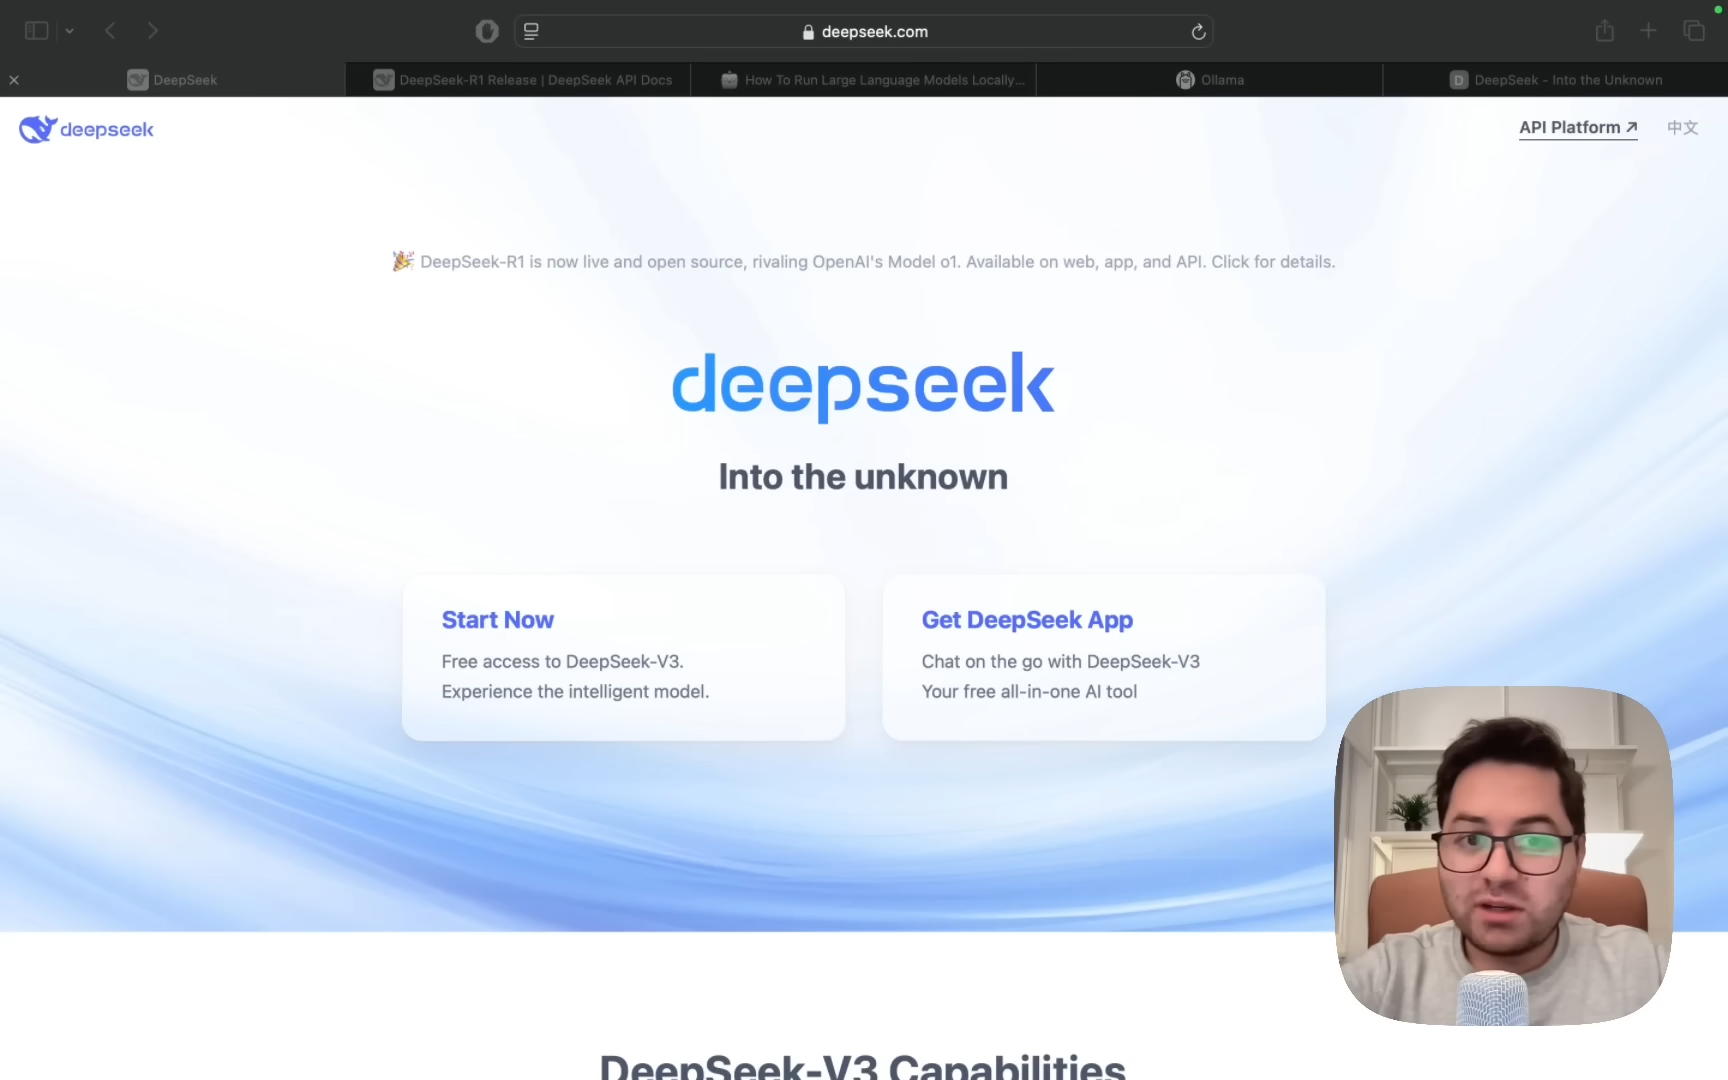 deepseek.com
DeepSeek
DeepSeek-R1 Release | DeepSeek API Docs
How To Run Large Language Models Locally...
Ollama
D
DeepSeek - Into the Unknown
deepseek
API Platform
中文
🎉 DeepSeek-R1 is now live and open source, rivaling OpenAI's Model o1. Available on web, app, and API. Click for details.
deepseek
Into the unknown
Start Now
Free access to DeepSeek-V3.
Experience the intelligent model.
Get DeepSeek App
Chat on the go with DeepSeek-V3
Your free all-in-one AI tool
DeepSeek-V3 Capabilities